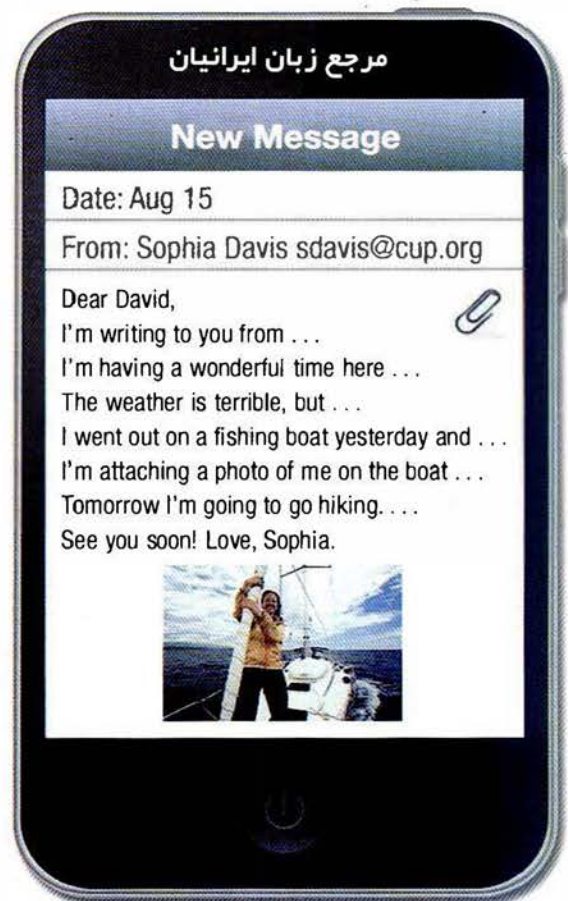 مرجع زبان ایرانیان
New Message
Date: Aug 15
From: Sophia Davis sdavis@cup.org
Dear David,
I'm writing to you from . . .
I'm having a wonderful time here . . .
The weather is terrible, but . . .
I went out on a fishing boat yesterday and . . .
I'm attaching a photo of me on the boat . . .
Tomorrow I'm going to go hiking. . . .
See you soon! Love, Sophia.